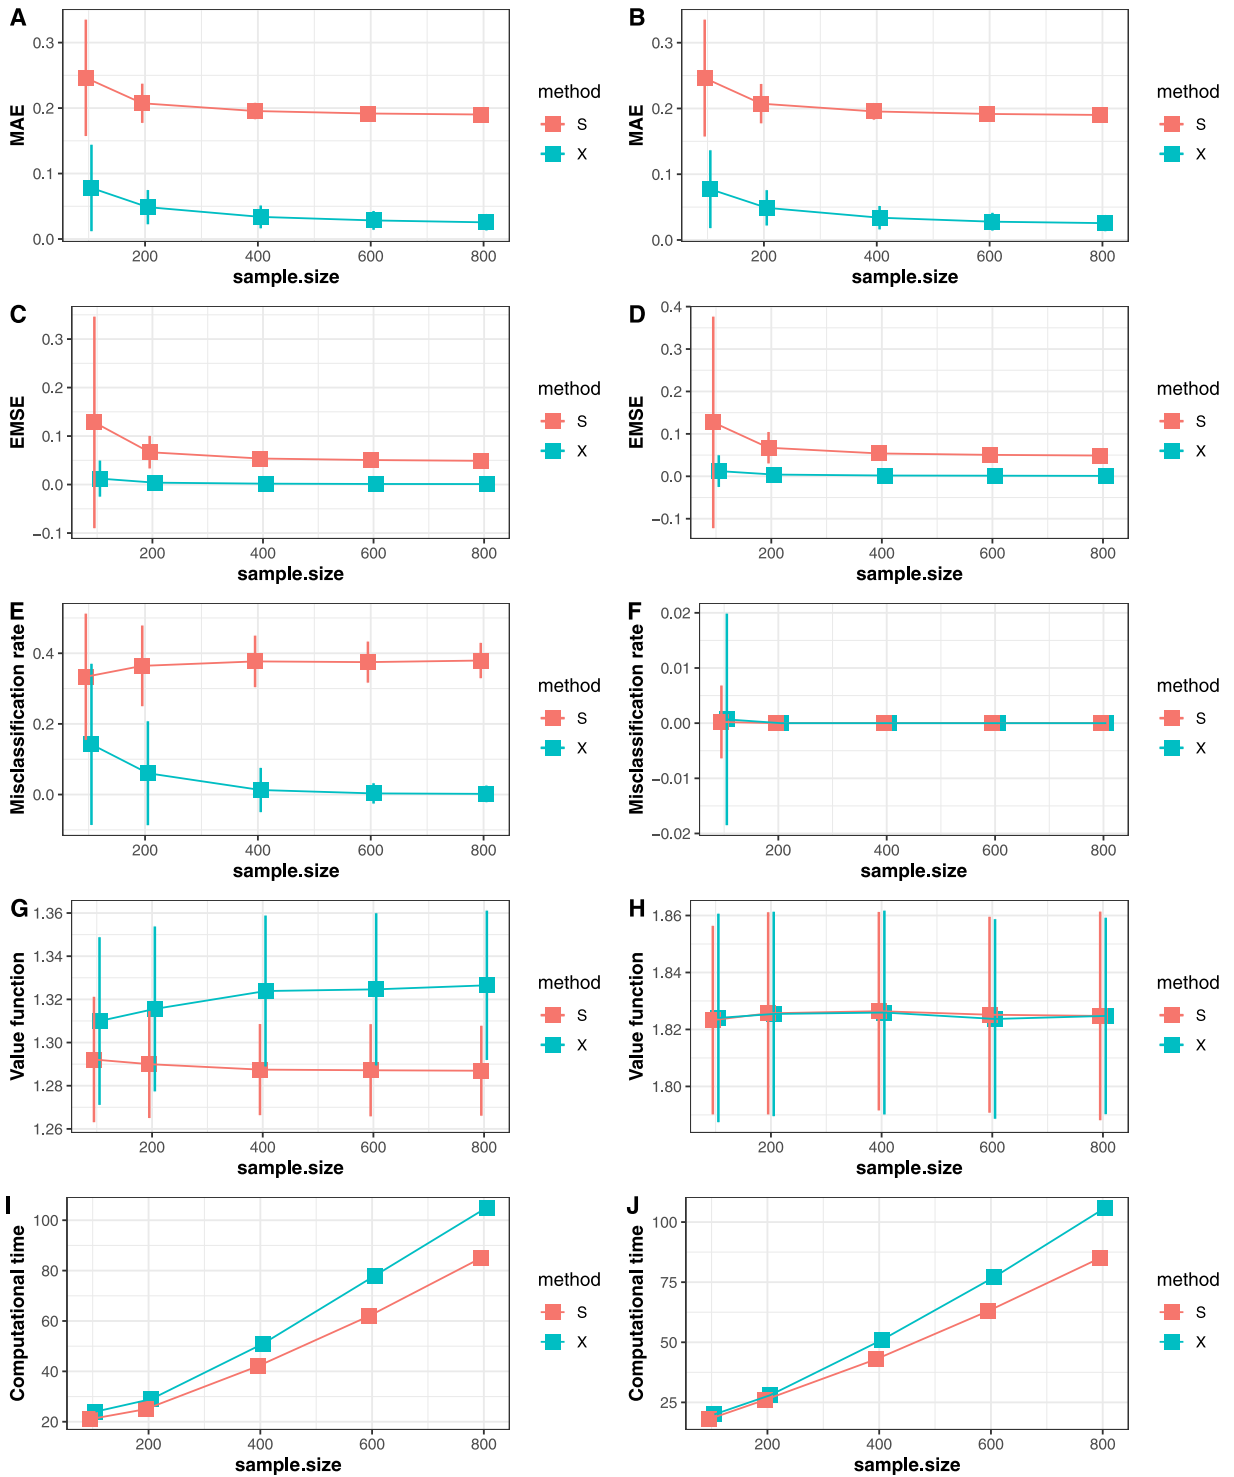 A
MAE
0.3
0.2
0.1
0.0
200
400
600
800
sample.size
method
S
X
B
MAE
0.3
0.2
0.1
0.0
200
400
600
800
sample.size
method
S
X
C
EMSE
0.3
0.2
0.1
0.0
−0.1
200
400
600
800
sample.size
method
S
X
D
EMSE
0.4
0.3
0.2
0.1
0.0
−0.1
200
400
600
800
sample.size
method
S
X
E
Misclassification rate
0.4
0.2
0.0
200
400
600
800
sample.size
method
S
X
F
Misclassification rate
0.02
0.01
0.00
−0.01
−0.02
200
400
600
800
sample.size
method
S
X
G
Value function
1.36
1.34
1.32
1.30
1.28
1.26
200
400
600
800
sample.size
method
S
X
H
Value function
1.86
1.84
1.82
1.80
200
400
600
800
sample.size
method
S
X
I
Computational time
100
80
60
40
20
200
400
600
800
sample.size
method
S
X
J
Computational time
100
75
50
25
200
400
600
800
sample.size
method
S
X